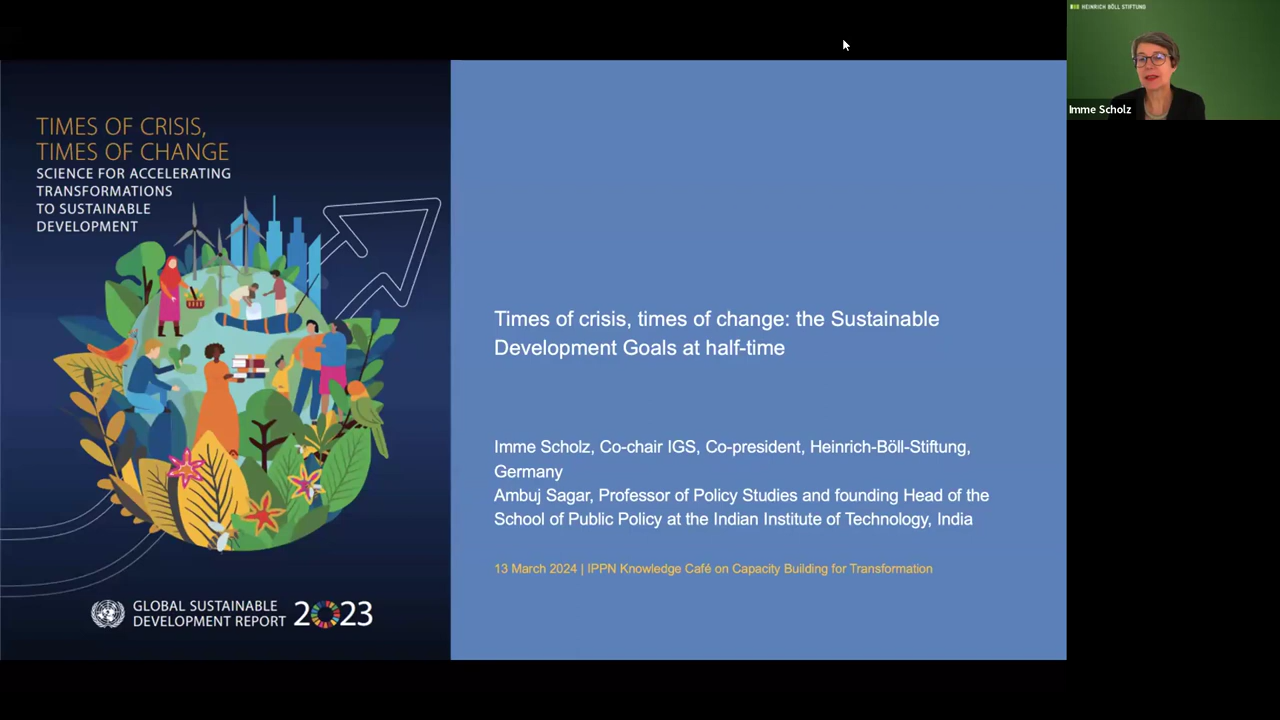 HEINRICH BÖLL STIFTUNG
Imme Scholz
TIMES OF CRISIS,
TIMES OF CHANGE
SCIENCE FOR ACCELERATING
TRANSFORMATIONS
TO SUSTAINABLE
DEVELOPMENT
GLOBAL SUSTAINABLE
DEVELOPMENT REPORT 2023
Times of crisis, times of change: the Sustainable
Development Goals at half-time
Imme Scholz, Co-chair IGS, Co-president, Heinrich-Böll-Stiftung,
Germany
Ambuj Sagar, Professor of Policy Studies and founding Head of the
School of Public Policy at the Indian Institute of Technology, India
13 March 2024 | IPPN Knowledge Café on Capacity Building for Transformation